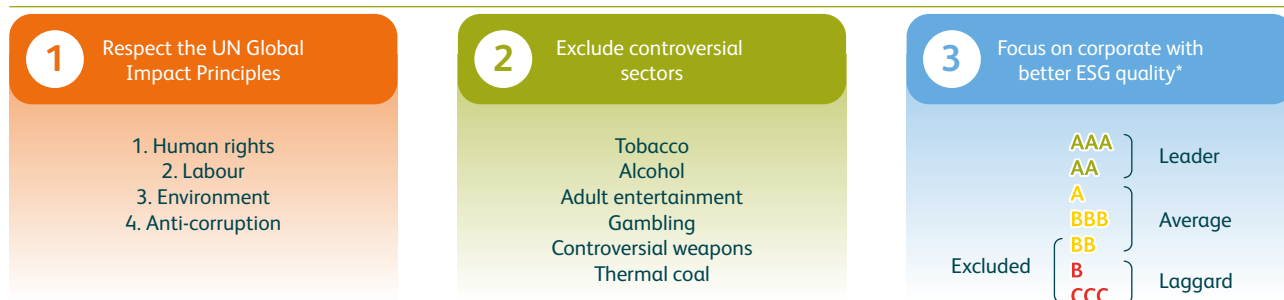 1
Respect the UN Global
Impact Principles
1. Human rights
2. Labour
3. Environment
4. Anti-corruption
2
Exclude controversial
sectors
Tobacco
Alcohol
Adult entertainment
Gambling
Controversial weapons
Thermal coal
3
Focus on corporate with
better ESG quality*
AAA
AA
Leader
A
BBB
BB
Average
Excluded
B
CCC
Laggard